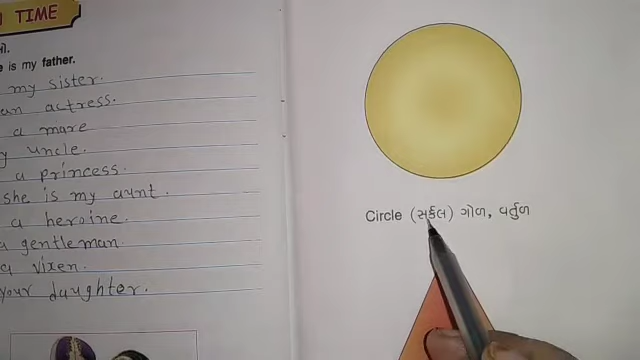 TIME
is my father.
my sister.
an actress.
a mare
uncle.
a princess.
she is my aunt.
a heroine.
gentleman
a vixen.
your daughter.
Circle (સર્કલ) ગોળ, વર્તુળ